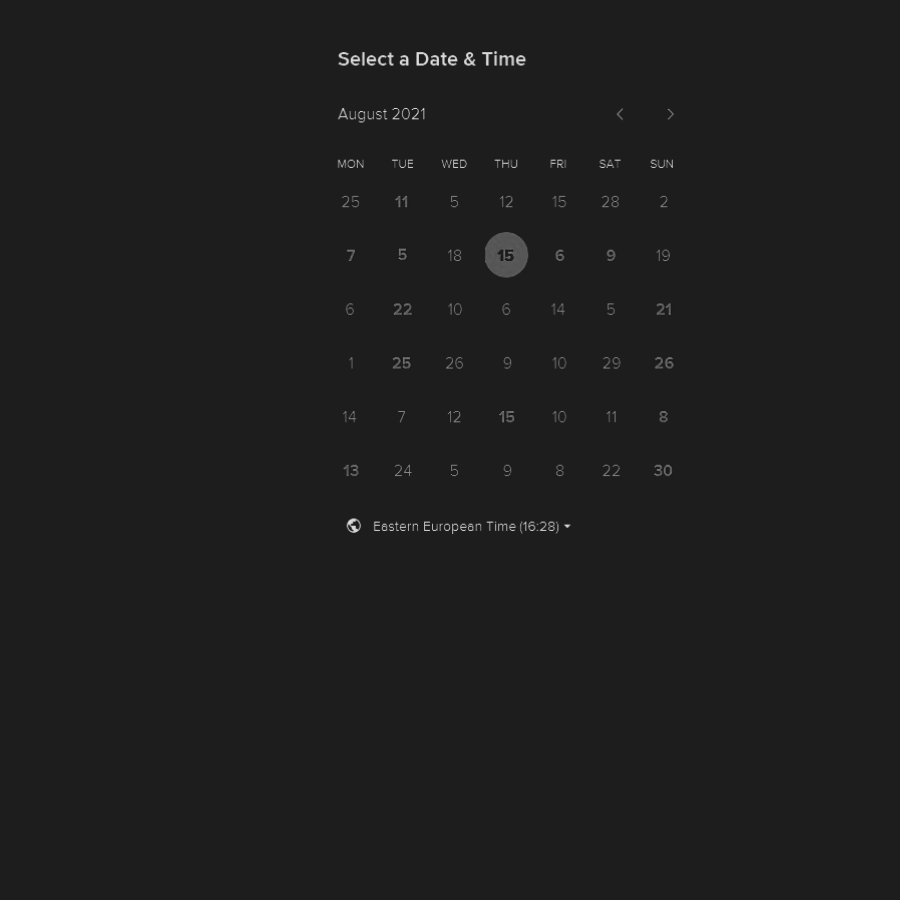 Select a Date & Time
August 2021
MON TUE WED THU FRI SAT SUN
25 11 5 12 15 28 2
7 5 18 15 6 9 19
6 22 10 6 14 5 21
1 25 26 9 10 29 26
14 7 12 15 10 11 8
13 24 5 9 8 22 30
Eastern European Time (16:28)